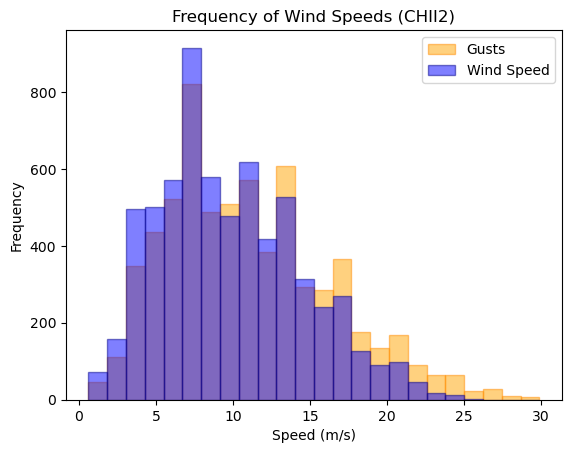 Frequency of Wind Speeds (CHII2)
Gusts
Wind Speed
800
600
400
200
0
Frequency
0 5 10 15 20 25 30
Speed (m/s)